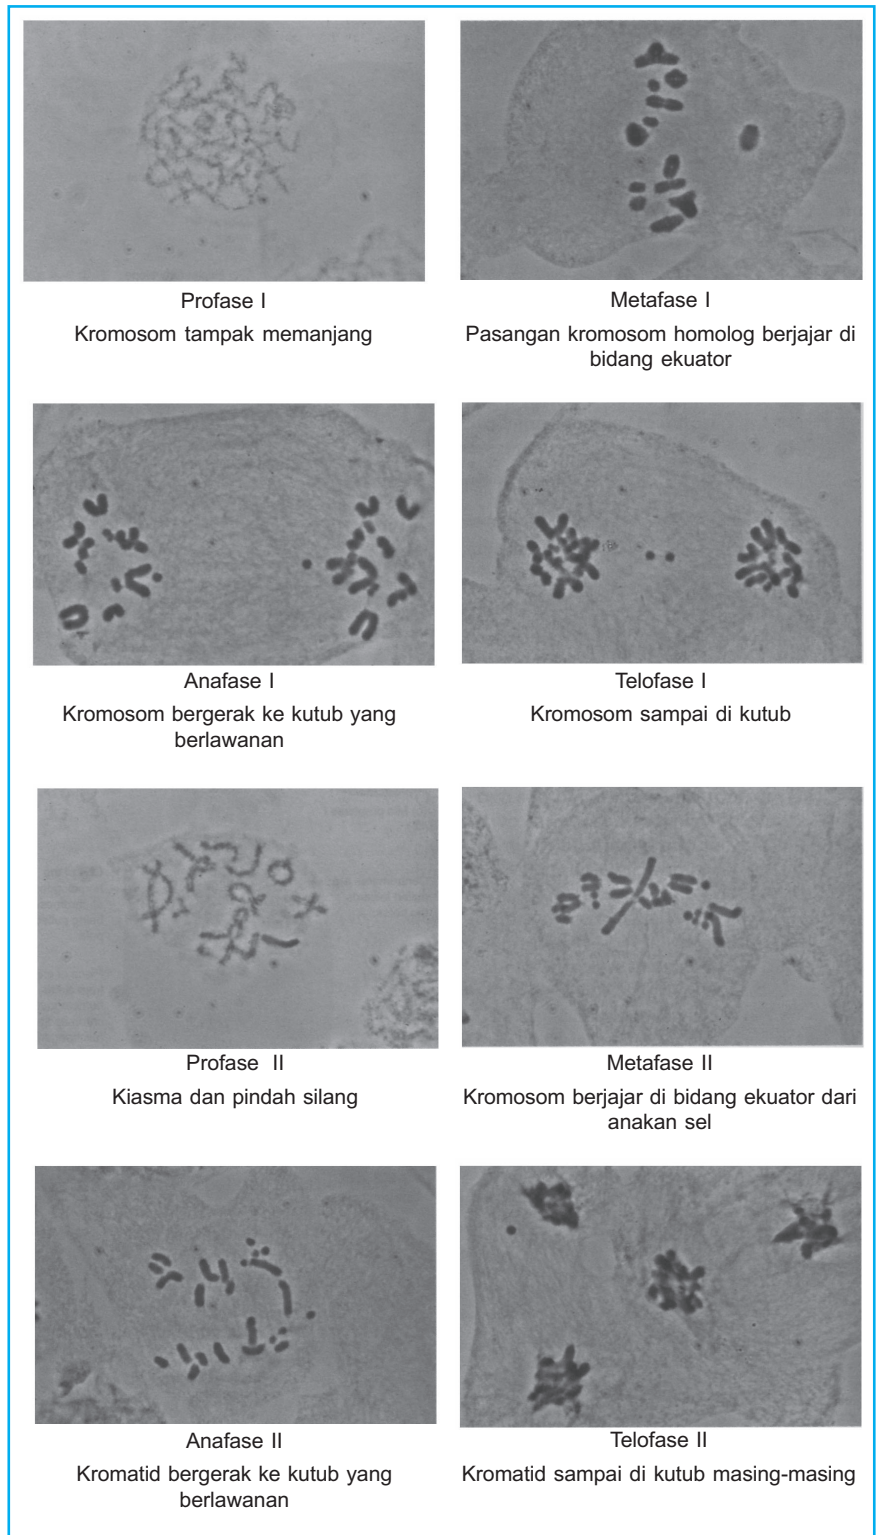 Profase I
Kromosom tampak memanjang
Metafase I
Pasangan kromosom homolog berjajar di
bidang ekuator
Anafase I
Kromosom bergerak ke kutub yang
berlawanan
Telofase I
Kromosom sampai di kutub
Profase II
Kiasma dan pindah silang
Metafase II
Kromosom berjajar di bidang ekuator dari
anakan sel
Anafase II
Kromatid bergerak ke kutub yang
berlawanan
Telofase II
Kromatid sampai di kutub masing-masing